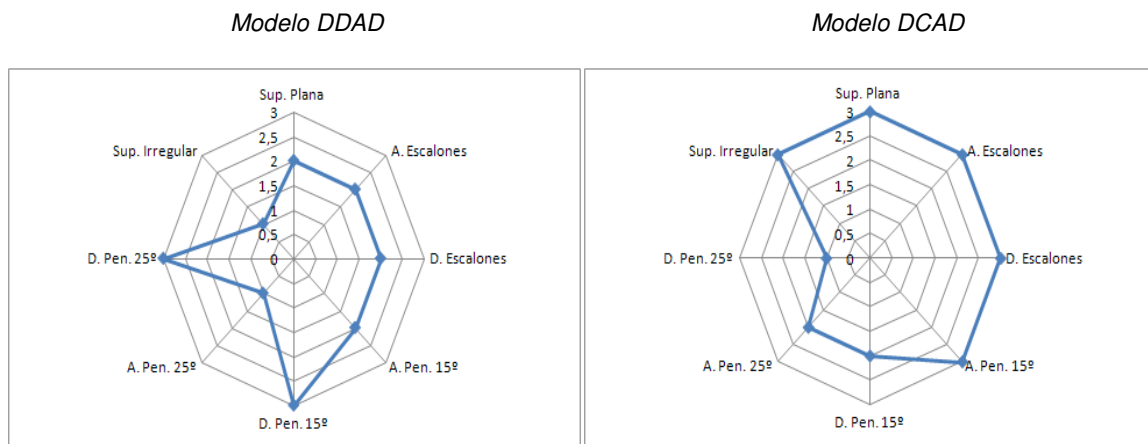 Modelo DDAD
Sup. Plana
3
2,5
2
1,5
1
0,5
0
A. Escalones
D. Escalones
A. Pen. 15º
D. Pen. 15º
A. Pen. 25º
D. Pen. 25º
Sup. Irregular
Modelo DCAD
Sup. Plana
3
2,5
2
1,5
1
0,5
0
A. Escalones
D. Escalones
A. Pen. 15º
D. Pen. 15º
A. Pen. 25º
D. Pen. 25º
Sup. Irregular